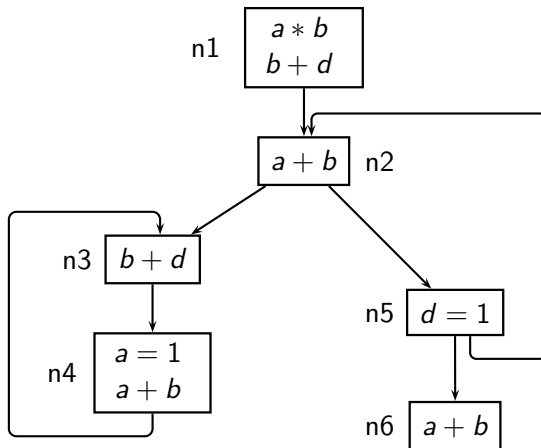 n1
a ∗ b
b + d
a + b
n2
n3
b + d
n5
d = 1
n4
a = 1
a + b
n6
a + b